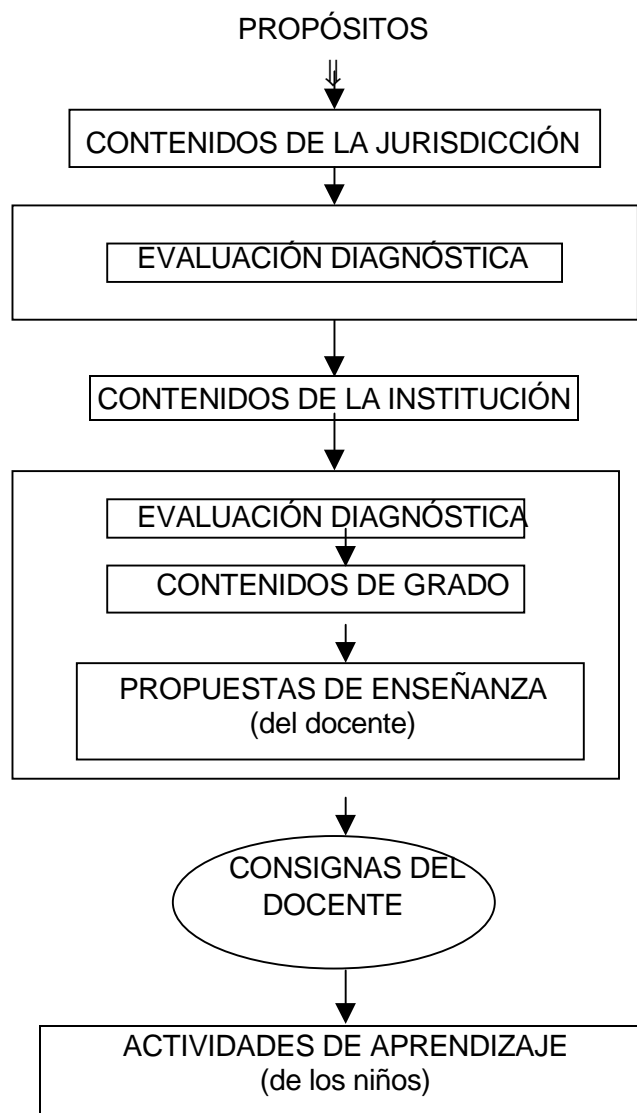 PROPÓSITOS
CONTENIDOS DE LA JURISDICCIÓN
EVALUACIÓN DIAGNÓSTICA
CONTENIDOS DE LA INSTITUCIÓN
EVALUACIÓN DIAGNÓSTICA
CONTENIDOS DE GRADO
PROPUESTAS DE ENSEÑANZA
(del docente)
CONSIGNAS DEL
DOCENTE
ACTIVIDADES DE APRENDIZAJE
(de los niños)